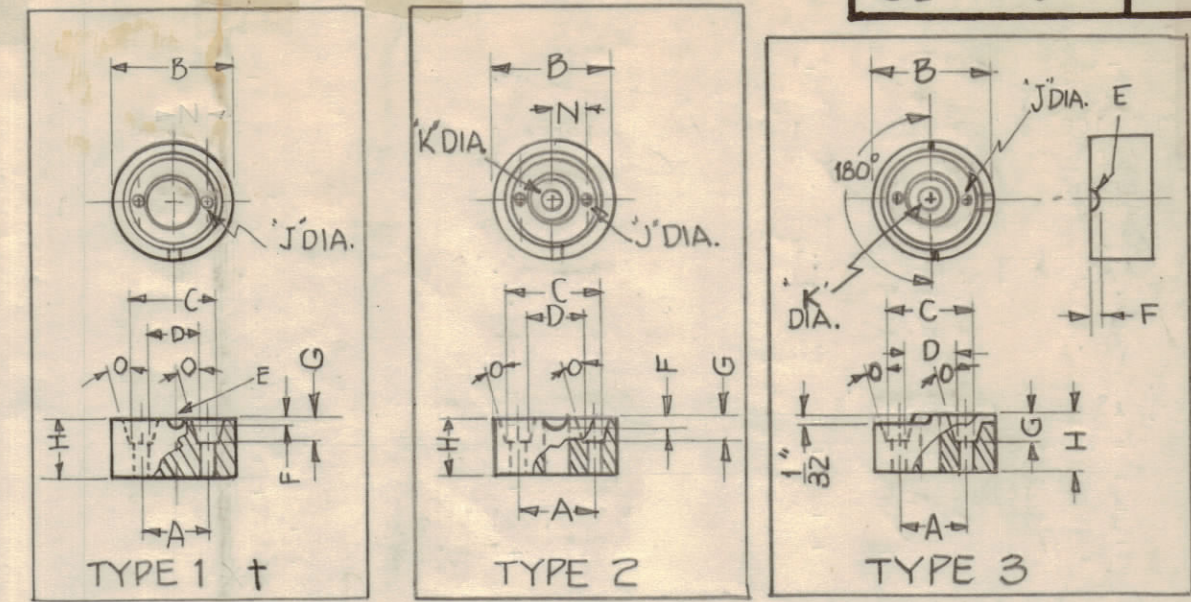 B
N
"J" DIA.
C
D
O
O
E
G
F
H
A
TYPE 1 †
B
N
"K" DIA.
"J" DIA.
C
D
O
O
F
G
H
A
TYPE 2
B
"J" DIA.
E
180°
"K"
DIA.
C
F
D
O
O
G
H
1"
32
A
TYPE 3